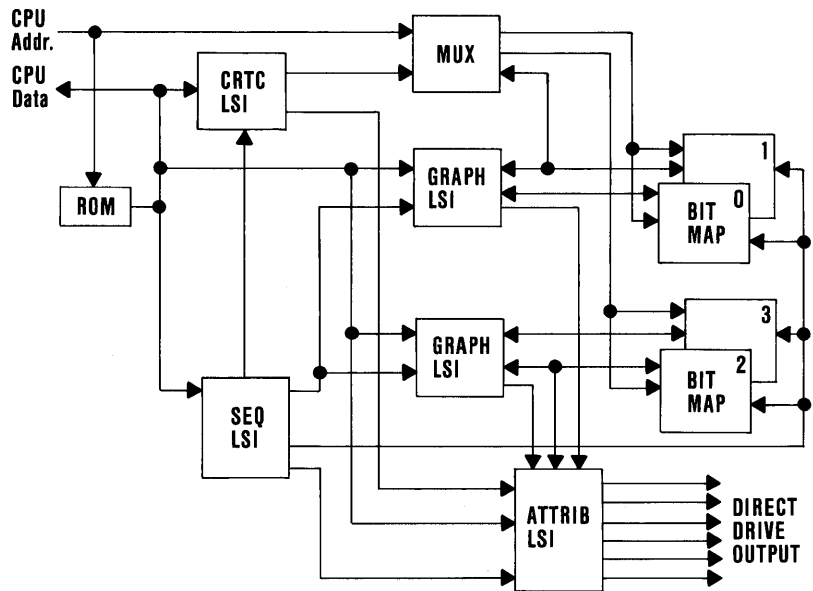 CPU
Addr.
CPU
Data
MUX
CRTC
LSI
ROM
GRAPH
LSI
1
0
BIT
MAP
GRAPH
LSI
3
2
BIT
MAP
SEQ
LSI
ATTRIB
LSI
DIRECT
DRIVE
OUTPUT